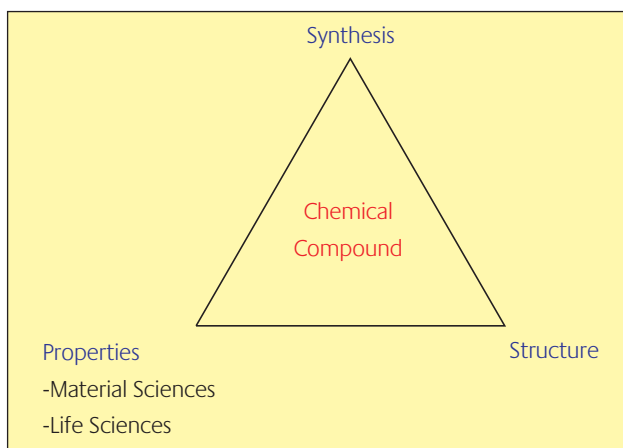 Synthesis
Chemical
Compound
Properties
Structure
-Material Sciences
-Life Sciences